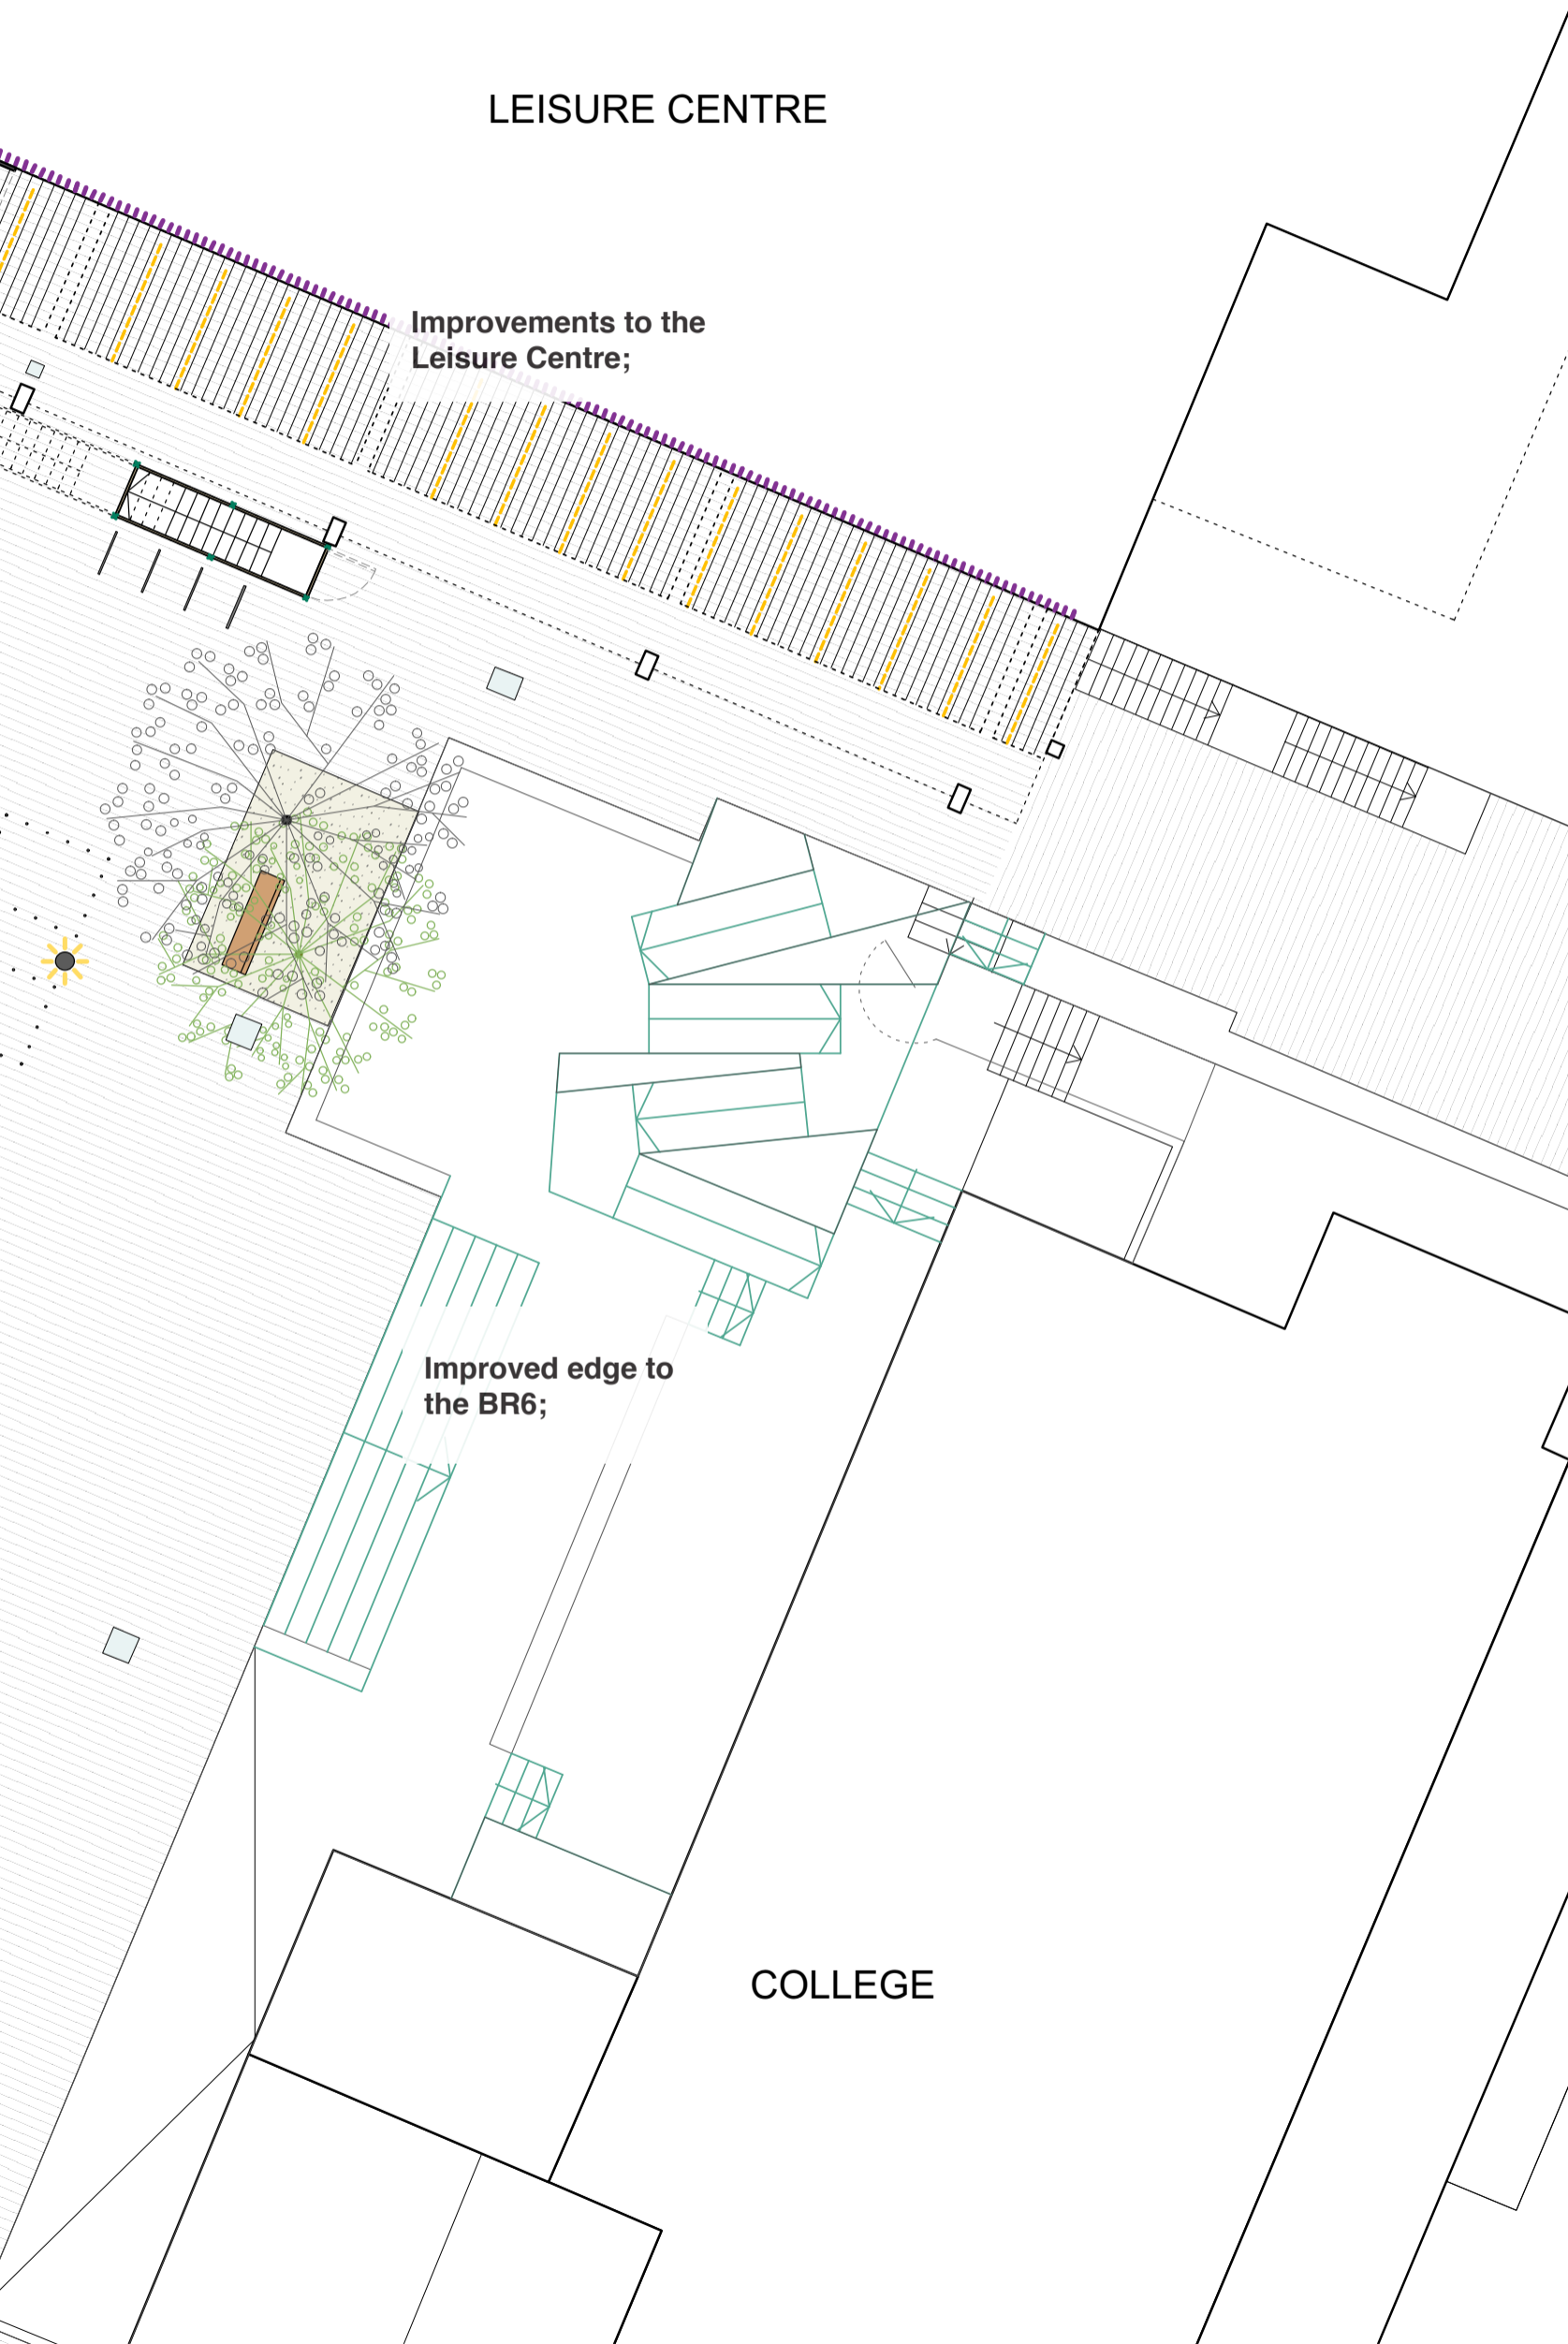 LEISURE CENTRE
Improvements to the
Leisure Centre;
Improved edge to
the BR6;
COLLEGE